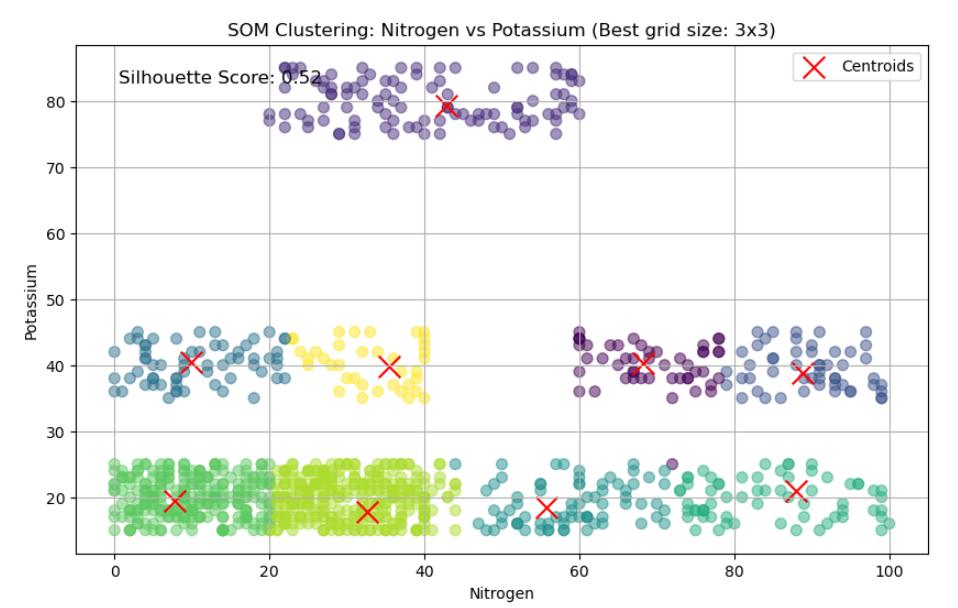 SOM Clustering: Nitrogen vs Potassium (Best grid size: 3x3)
Silhouette Score: 0.52
Centroids
Potassium
80
70
60
50
40
30
20
0 20 40 60 80 100
Nitrogen